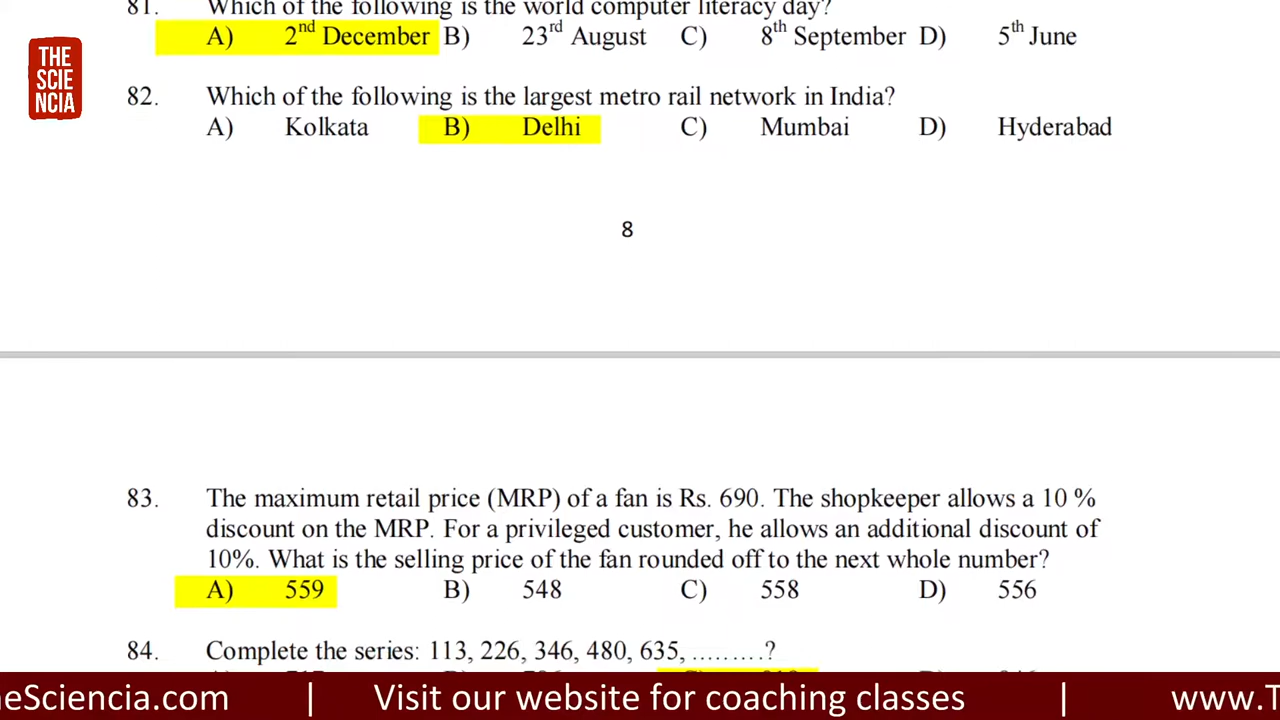 81. Which of the following is the world computer literacy day?
A) 2nd December B) 23rd August C) 8th September D) 5th June
THE
SCIE
NCIA
82. Which of the following is the largest metro rail network in India?
A) Kolkata B) Delhi C) Mumbai D) Hyderabad
8
83. The maximum retail price (MRP) of a fan is Rs. 690. The shopkeeper allows a 10 %
discount on the MRP. For a privileged customer, he allows an additional discount of
10%. What is the selling price of the fan rounded off to the next whole number?
A) 559 B) 548 C) 558 D) 556
84. Complete the series: 113, 226, 346, 480, 635, .........?
heSciencia.com | Visit our website for coaching classes | www.T